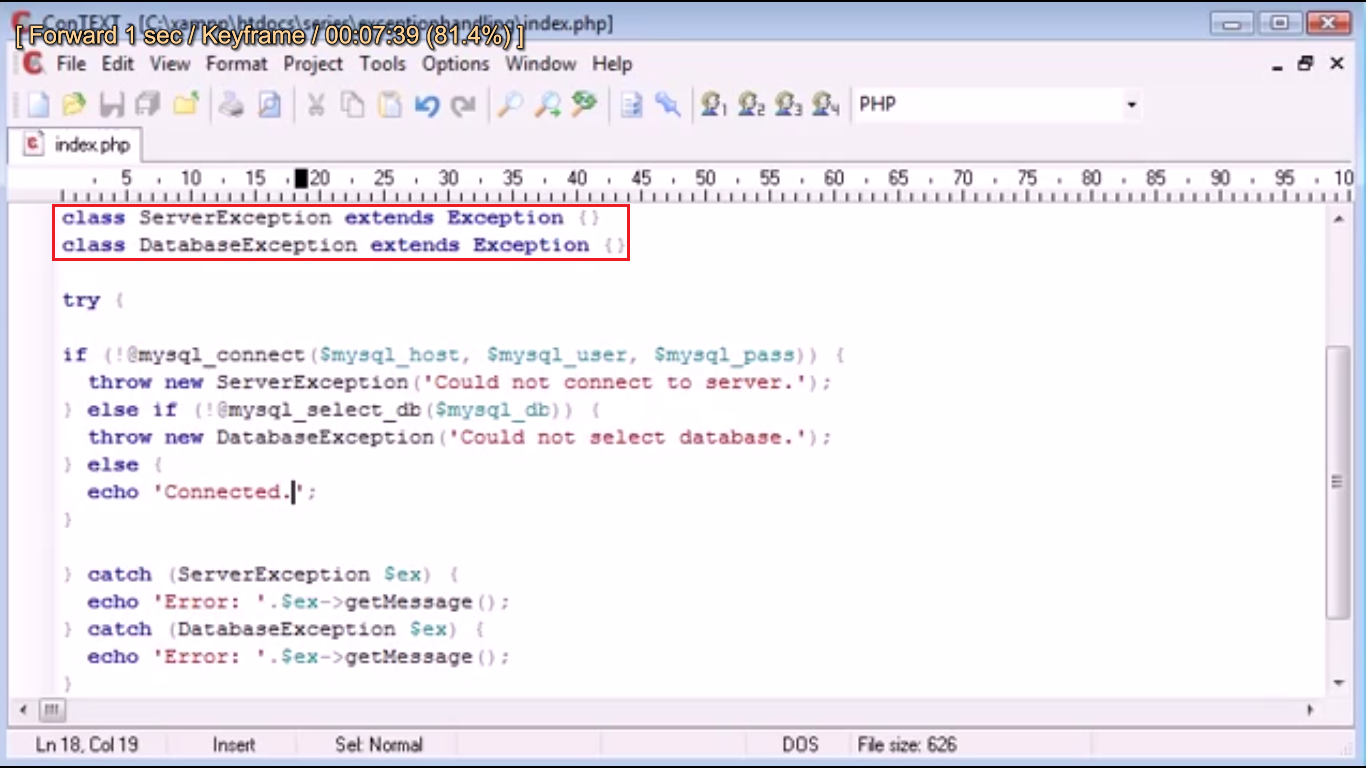 ConTEXT - [C:\xampp\htdocs\series\exceptionhandling\index.php]
[ Forward 1 sec / Keyframe / 00:07:39 (81.4%) ]
File Edit View Format Project Tools Options Window Help
1 2 3 4 PHP
index.php
5 10 15 20 25 30 35 40 45 50 55 60 65 70 75 80 85 90 95 10
class ServerException extends Exception {}
class DatabaseException extends Exception {}
try {
if (!@mysql_connect($mysql_host, $mysql_user, $mysql_pass)) {
throw new ServerException('Could not connect to server.');
} else if (!@mysql_select_db($mysql_db)) {
throw new DatabaseException('Could not select database.');
} else {
echo 'Connected.';
}
} catch (ServerException $ex) {
echo 'Error: '.$ex->getMessage();
} catch (DatabaseException $ex) {
echo 'Error: '.$ex->getMessage();
}
Ln 18, Col 19 Insert Sel: Normal DOS File size: 626